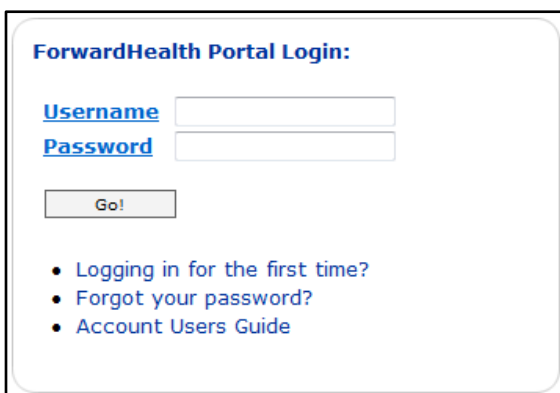 ForwardHealth Portal Login:
Username
Password
Go!
Logging in for the first time?
Forgot your password?
Account Users Guide